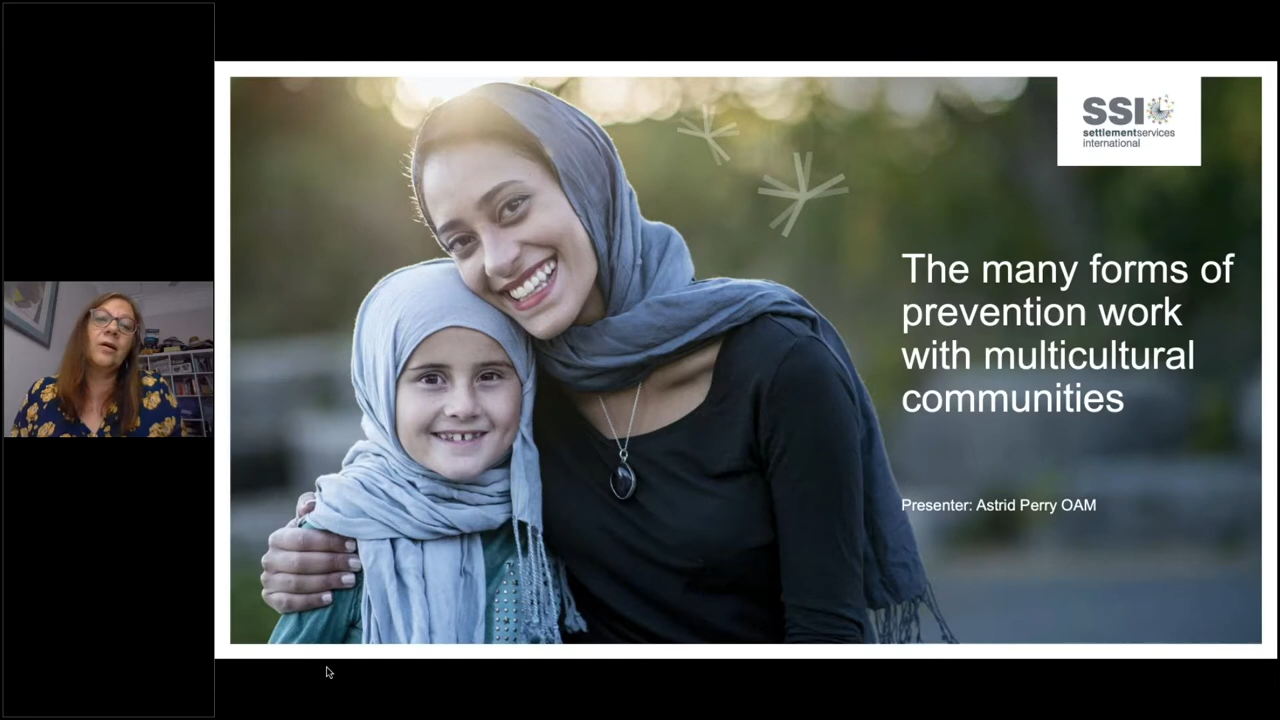 SSI
settlementservices
international
The many forms of
prevention work
with multicultural
communities
Presenter: Astrid Perry OAM